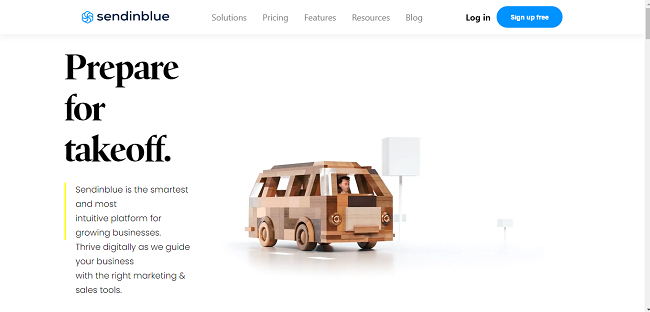 sendinblue
Solutions Pricing Features Resources Blog Log in Sign up free
Prepare
for
takeoff.
Sendinblue is the smartest
and most
intuitive platform for
growing businesses.
Thrive digitally as we guide
your business
with the right marketing &
sales tools.